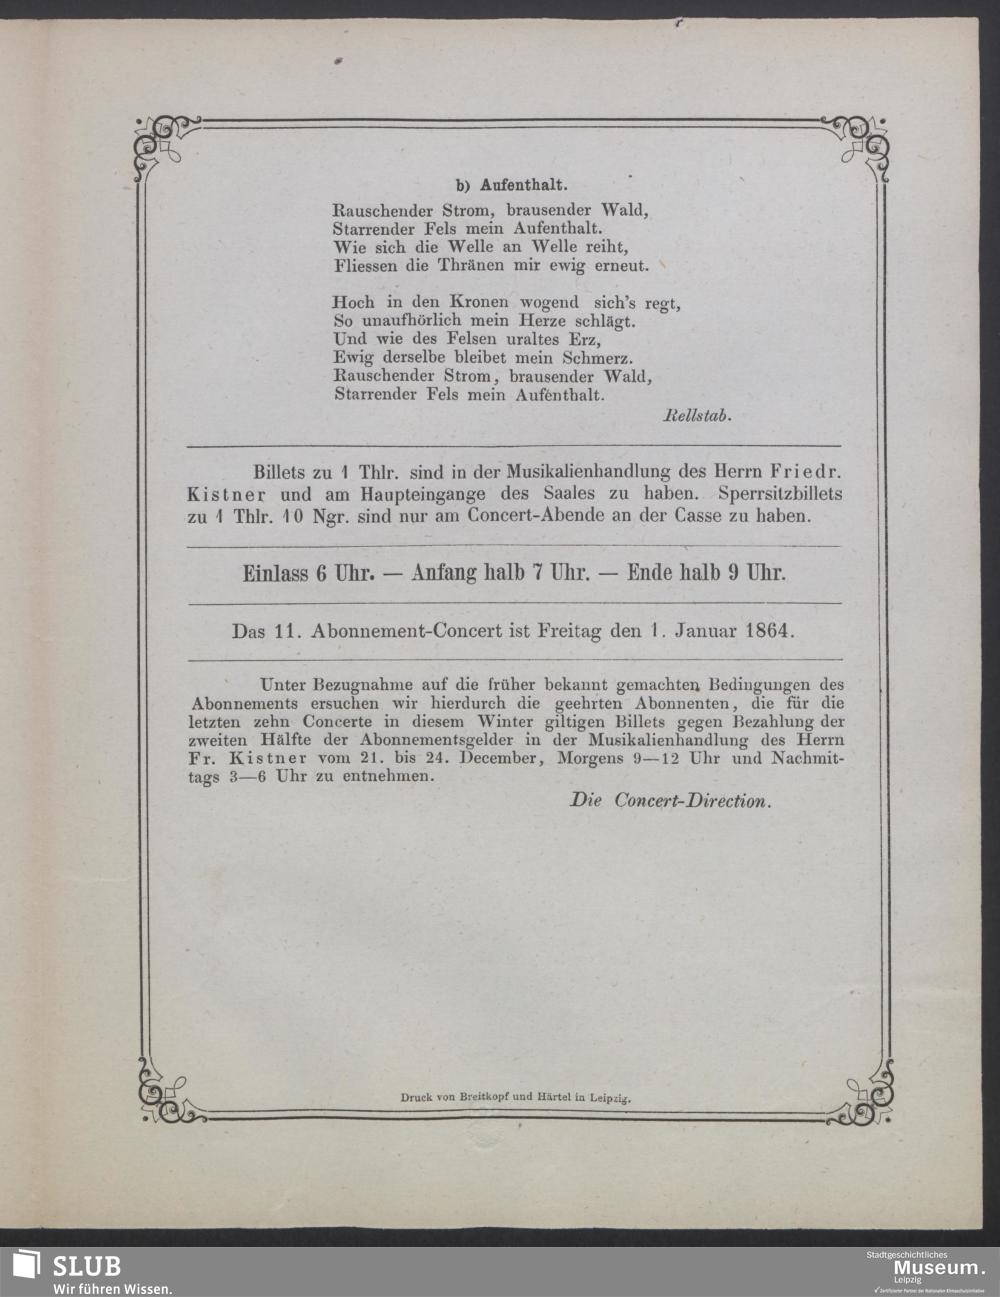 b) Aufenthalt.
Rauschender Strom, brausender Wald,
Starrender Fels mein Aufenthalt.
Wie sich die Welle an Welle reiht,
Fliessen die Thränen mir ewig erneut.
Hoch in den Kronen wogend sich's regt,
So unaufhörlich mein Herze schlägt.
Und wie des Felsen uraltes Erz,
Ewig derselbe bleibet mein Schmerz.
Rauschender Strom, brausender Wald,
Starrender Fels mein Aufenthalt.
Rellstab.
Billets zu 1 Thlr. sind in der Musikalienhandlung des Herrn Friedr.
Kistner und am Haupteingange des Saales zu haben. Sperrsitzbillets
zu 1 Thlr. 10 Ngr. sind nur am Concert-Abende an der Casse zu haben.
Einlass 6 Uhr. — Anfang halb 7 Uhr. — Ende halb 9 Uhr.
Das 11. Abonnement-Concert ist Freitag den 1. Januar 1864.
Unter Bezugnahme auf die früher bekannt gemachten Bedingungen des
Abonnements ersuchen wir hierdurch die geehrten Abonnenten, die für die
letzten zehn Concerte in diesem Winter giltigen Billets gegen Bezahlung der
zweiten Hälfte der Abonnementsgelder in der Musikalienhandlung des Herrn
Fr. Kistner vom 21. bis 24. December, Morgens 9—12 Uhr und Nachmit-
tags 3—6 Uhr zu entnehmen.
Die Concert-Direction.
Druck von Breitkopf und Härtel in Leipzig.
SLUB
Wir führen Wissen.
Stadtgeschichtliches
Museum.
Leipzig
Zertifizierter Partner der Nationalen Klimaschutzinitiative